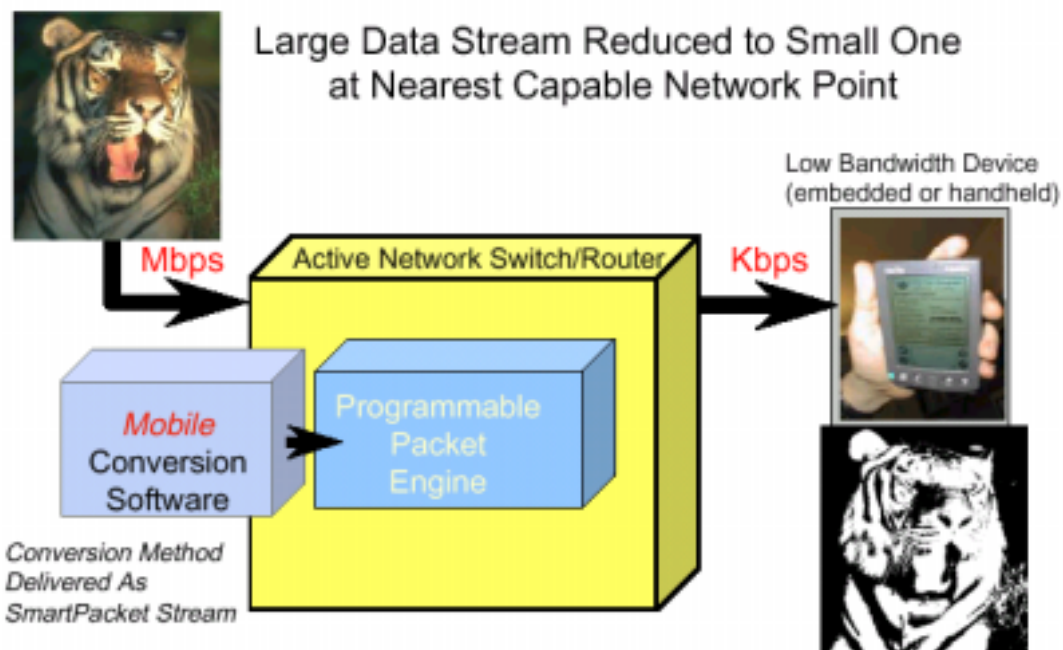 Large Data Stream Reduced to Small One
at Nearest Capable Network Point
Low Bandwidth Device
(embedded or handheld)
Mbps
Active Network Switch/Router
Kbps
Mobile
Conversion
Software
Programmable
Packet
Engine
Conversion Method
Delivered As
SmartPacket Stream